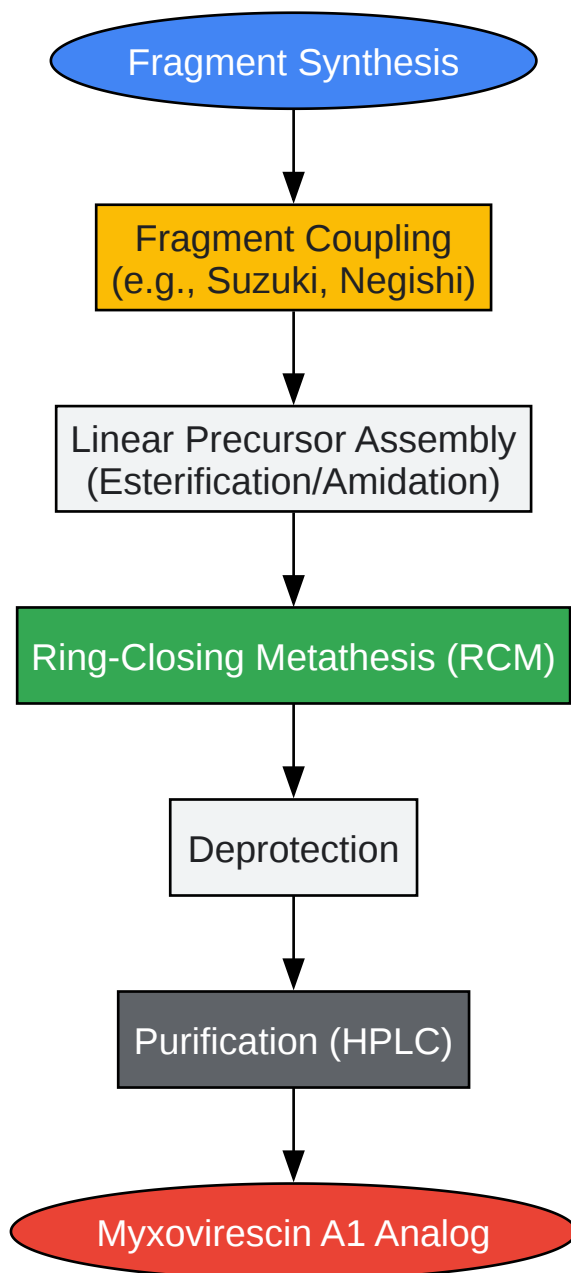 Fragment Synthesis
Fragment Coupling
(e.g., Suzuki, Negishi)
Linear Precursor Assembly
(Esterification/Amidation)
Ring-Closing Metathesis (RCM)
Deprotection
Purification (HPLC)
Myxovirescin A1 Analog